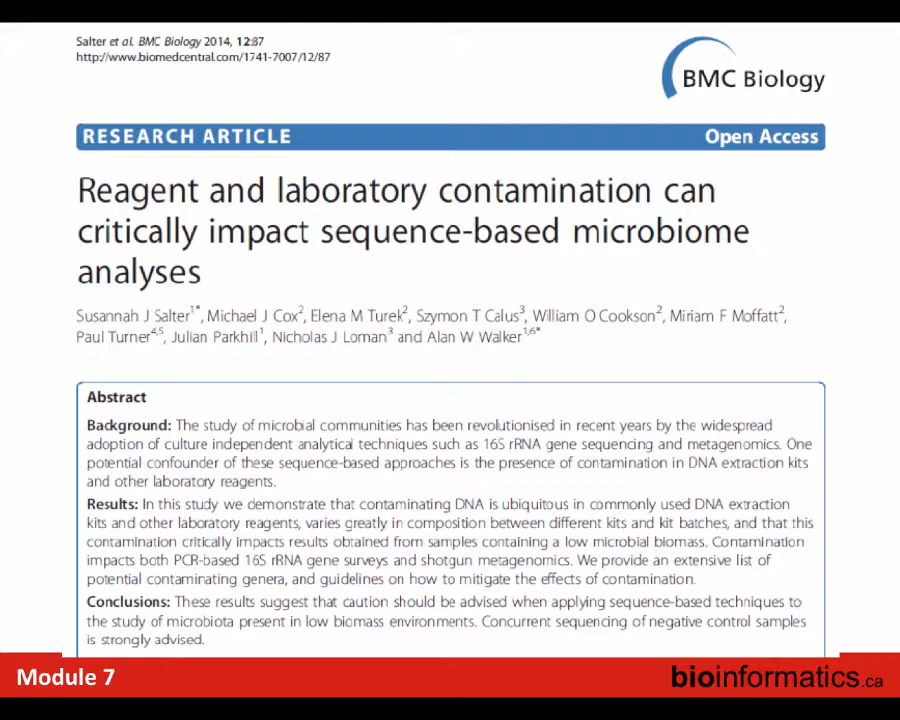 Salter et al. BMC Biology 2014, 12:87
http://www.biomedcentral.com/1741-7007/12/87
BMC Biology
RESEARCH ARTICLE
Open Access
Reagent and laboratory contamination can
critically impact sequence-based microbiome
analyses
Susannah J Salter1*, Michael J Cox2, Elena M Turek2, Szymon T Calus3, William O Cookson2, Miriam F Moffatt2,
Paul Turner4,5, Julian Parkhill1, Nicholas J Loman3 and Alan W Walker1,6*
Abstract
Background: The study of microbial communities has been revolutionised in recent years by the widespread
adoption of culture independent analytical techniques such as 16S rRNA gene sequencing and metagenomics. One
potential confounder of these sequence-based approaches is the presence of contamination in DNA extraction kits
and other laboratory reagents.
Results: In this study we demonstrate that contaminating DNA is ubiquitous in commonly used DNA extraction
kits and other laboratory reagents, varies greatly in composition between different kits and kit batches, and that this
contamination critically impacts results obtained from samples containing a low microbial biomass. Contamination
impacts both PCR-based 16S rRNA gene surveys and shotgun metagenomics. We provide an extensive list of
potential contaminating genera, and guidelines on how to mitigate the effects of contamination.
Conclusions: These results suggest that caution should be advised when applying sequence-based techniques to
the study of microbiota present in low biomass environments. Concurrent sequencing of negative control samples
is strongly advised.
Module 7
bioinformatics.ca